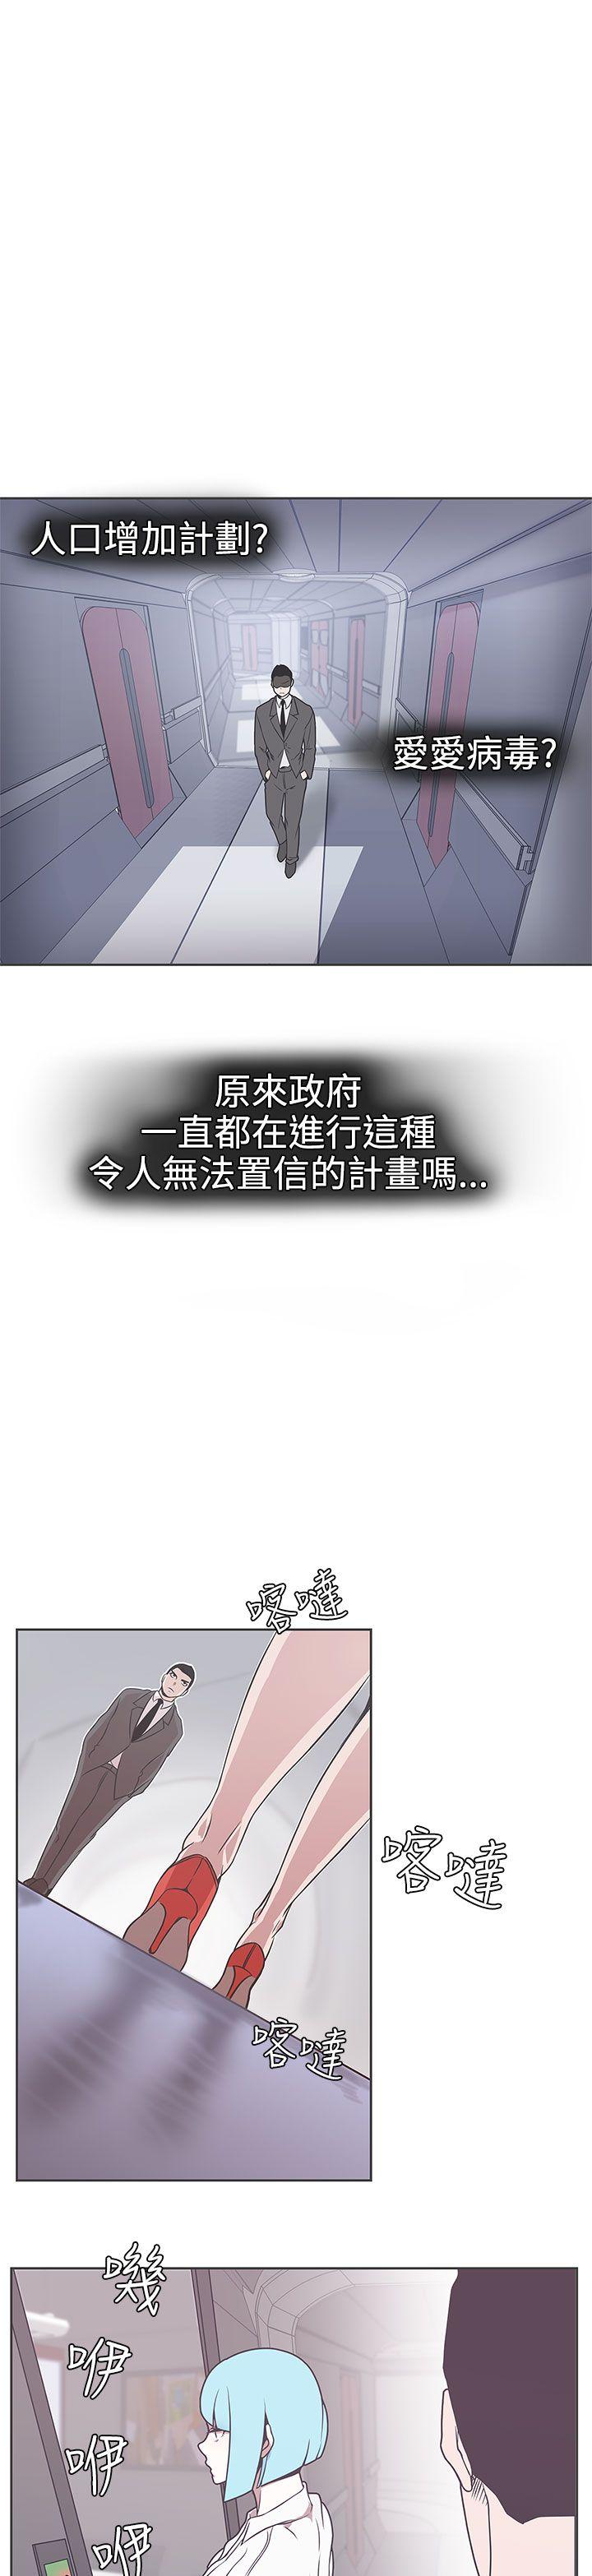 人口增加計劃?
愛愛病毒?
原來政府
一直都在進行這種
令人無法置信的計畫嗎...
喀噠
喀噠
喀噠
嘰
咿
咿
咿